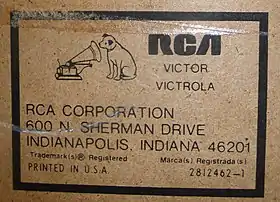 RCA
VICTOR
VICTROLA
RCA CORPORATION
600 N. SHERMAN DRIVE
INDIANAPOLIS, INDIANA 46201
Trademark(s)® Registered Marca(s) Registrada(s)
PRINTED IN U.S.A. 2812462-1